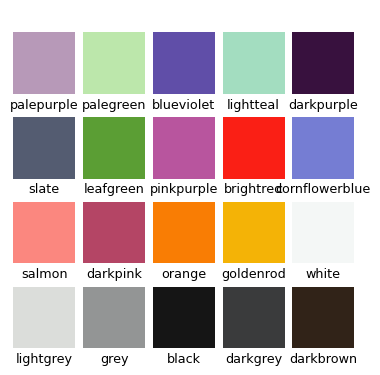 palepurple palegreen blueviolet lightteal darkpurple
slate leafgreen pinkpurple brightred cornflowerblue
salmon darkpink orange goldenrod white
lightgrey grey black darkgrey darkbrown